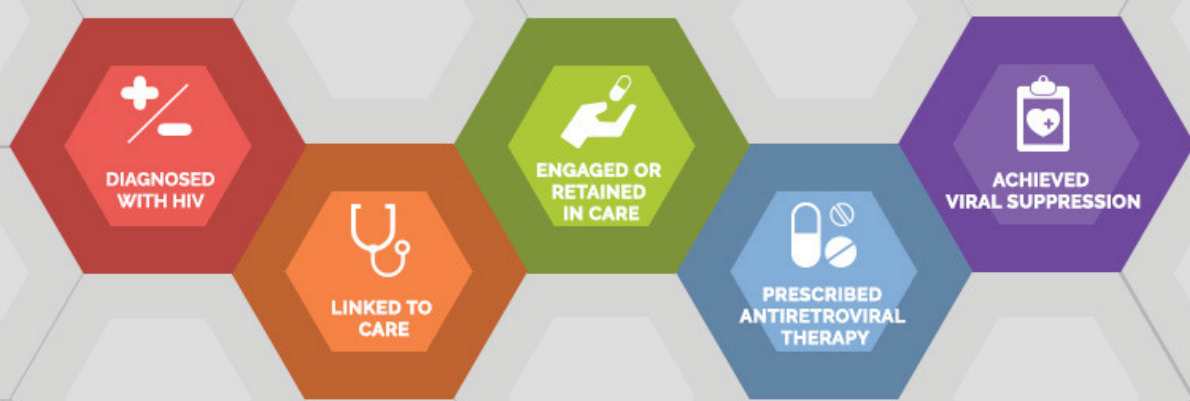 DIAGNOSED
WITH HIV
LINKED TO
CARE
ENGAGED OR
RETAINED
IN CARE
PRESCRIBED
ANTIRETROVIRAL
THERAPY
ACHIEVED
VIRAL SUPPRESSION